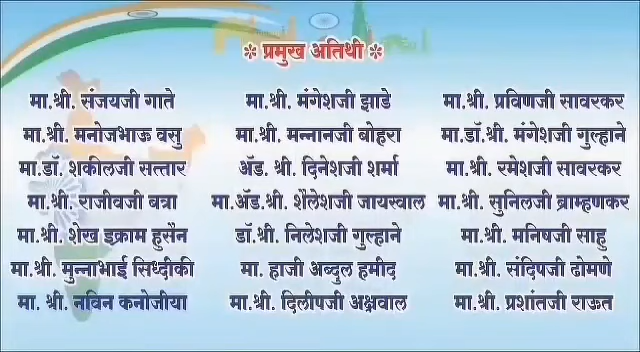 ❇ प्रमुख अतिथी ❇
मा.श्री. संजयजी गाते
मा.श्री. मनोजभाऊ वसु
मा.डॉ. शकीलजी सत्तार
मा.श्री. राजीवजी बत्रा
मा.श्री. शेख इक्राम हुसैन
मा.श्री. मुन्नाभाई सिध्दीकी
मा. श्री. नविन कनोजीया
मा.श्री. मंगेशजी झाडे
मा.श्री. मन्नानजी बोहरा
ॲड. श्री. दिनेशजी शर्मा
मा.ॲड.श्री. शैलेशजी जायस्वाल
डॉ.श्री. निलेशजी गुल्हाने
मा. हाजी अब्दुल हमीद
मा.श्री. दिलीपजी अक्षवाल
मा.श्री. प्रविणजी सावरकर
मा.डॉ.श्री. मंगेशजी गुल्हाने
मा.श्री. रमेशजी सावरकर
मा.श्री. सुनिलजी ब्राम्हणकर
मा.श्री. मनिषजी साहु
मा.श्री. संदिपजी ढोमणे
मा.श्री. प्रशांतजी राऊत